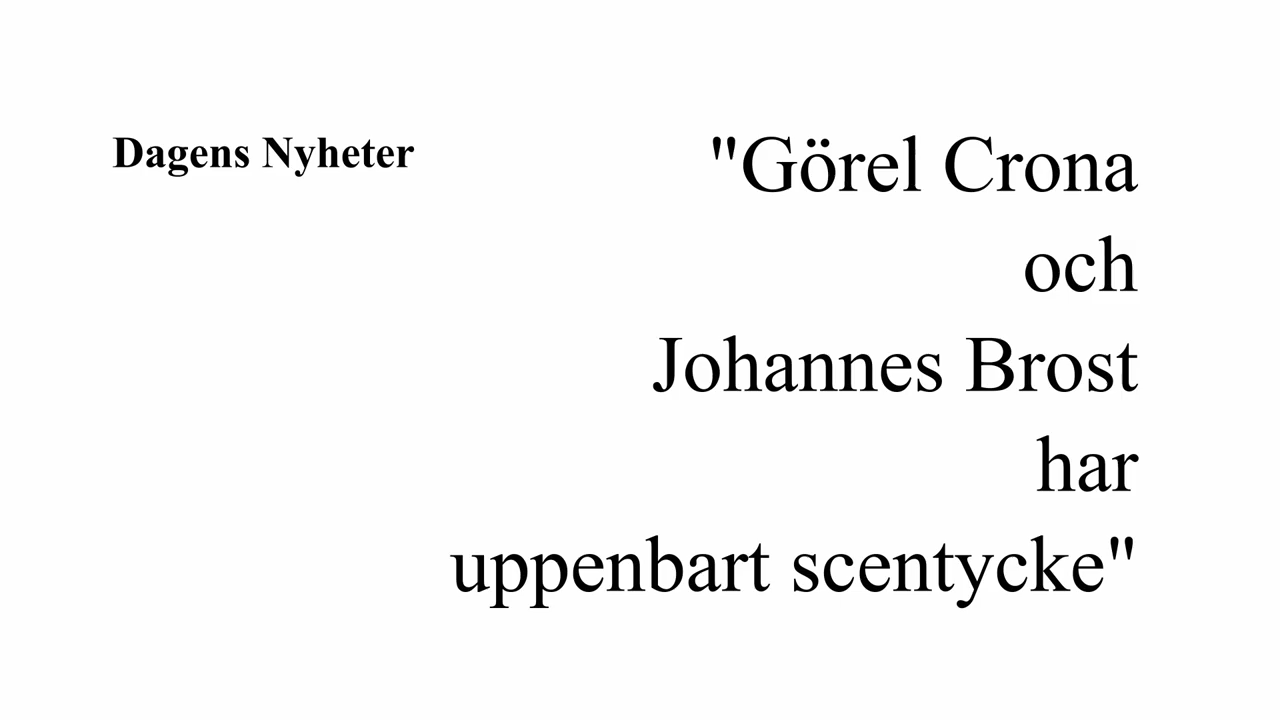 Dagens Nyheter
"Görel Crona
och
Johannes Brost
har
uppenbart scentycke"